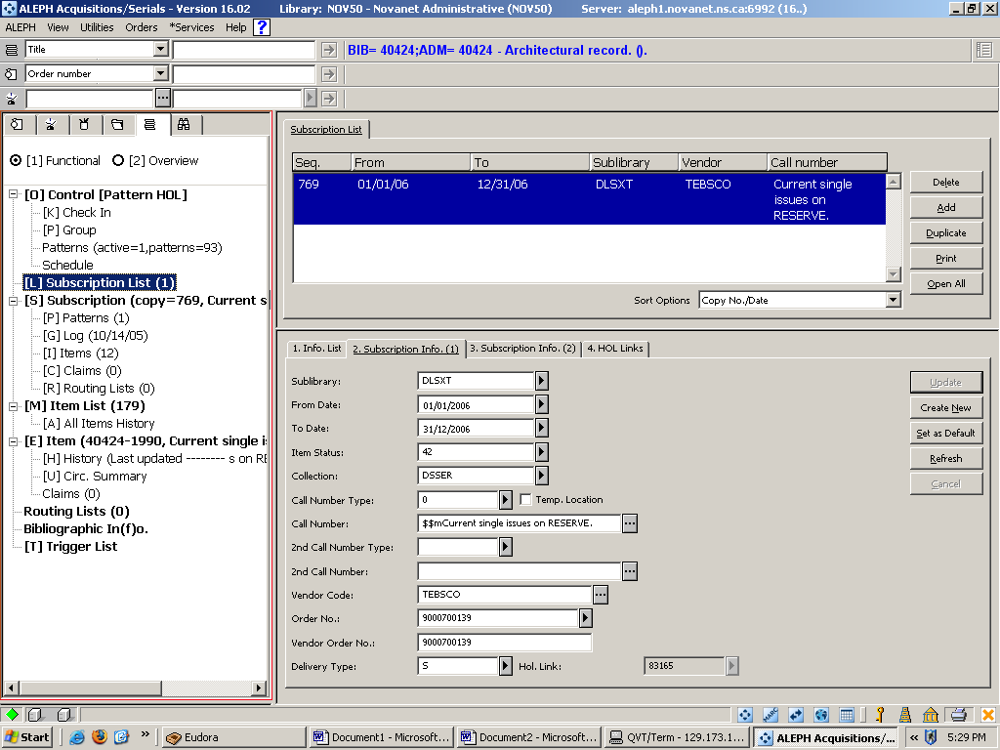 ALEPH Acquisitions/Serials - Version 16.02 Library: NOV50 - Novanet Administrative (NOV50) Server: aleph1.novanet.ns.ca:6992 (16..)
ALEPH View Utilities Orders *Services Help ?
Title BIB= 40424;ADM= 40424 - Architectural record. ().
Order number
[1] Functional [2] Overview
[O] Control [Pattern HOL]
[K] Check In
[P] Group
Patterns (active=1,patterns=93)
Schedule
[L] Subscription List (1)
[S] Subscription (copy=769, Current s
[P] Patterns (1)
[G] Log (10/14/05)
[I] Items (12)
[C] Claims (0)
[R] Routing Lists (0)
[M] Item List (179)
[A] All Items History
[E] Item (40424-1990, Current single i
[H] History (Last updated -------- s on RE
[U] Circ. Summary
Claims (0)
Routing Lists (0)
Bibliographic In(f)o.
[T] Trigger List
Subscription List
Seq. From To Sublibrary Vendor Call number
769 01/01/06 12/31/06 DLSXT TEBSCO Current single
issues on
RESERVE.
Delete
Add
Duplicate
Print
Open All
Sort Options Copy No./Date
1. Info. List 2. Subscription Info. (1) 3. Subscription Info. (2) 4. HOL Links
Sublibrary: DLSXT
From Date: 01/01/2006
To Date: 31/12/2006
Item Status: 42
Collection: DSSER
Call Number Type: 0 Temp. Location
Call Number: $$mCurrent single issues on RESERVE.
2nd Call Number Type:
2nd Call Number:
Vendor Code: TEBSCO
Order No.: 9000700139
Vendor Order No.: 9000700139
Delivery Type: S Hol. Link: 83165
Update
Create New
Set as Default
Refresh
Cancel
Start Eudora Document1 - Microsoft... Document2 - Microsoft... QVT/Term - 129.173.1... ALEPH Acquisitions/... 5:29 PM